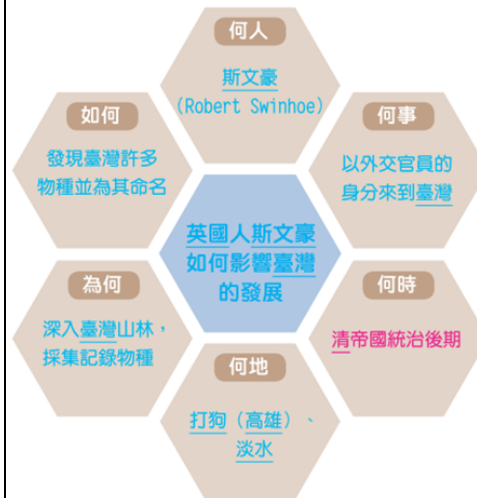 何人
斯文豪
(Robert Swinhoe)
何事
以外交官員的
身分來到臺灣
何時
清帝國統治後期
何地
打狗（高雄）、
淡水
為何
深入臺灣山林，
採集記錄物種
如何
發現臺灣許多
物種並為其命名
英國人斯文豪
如何影響臺灣
的發展